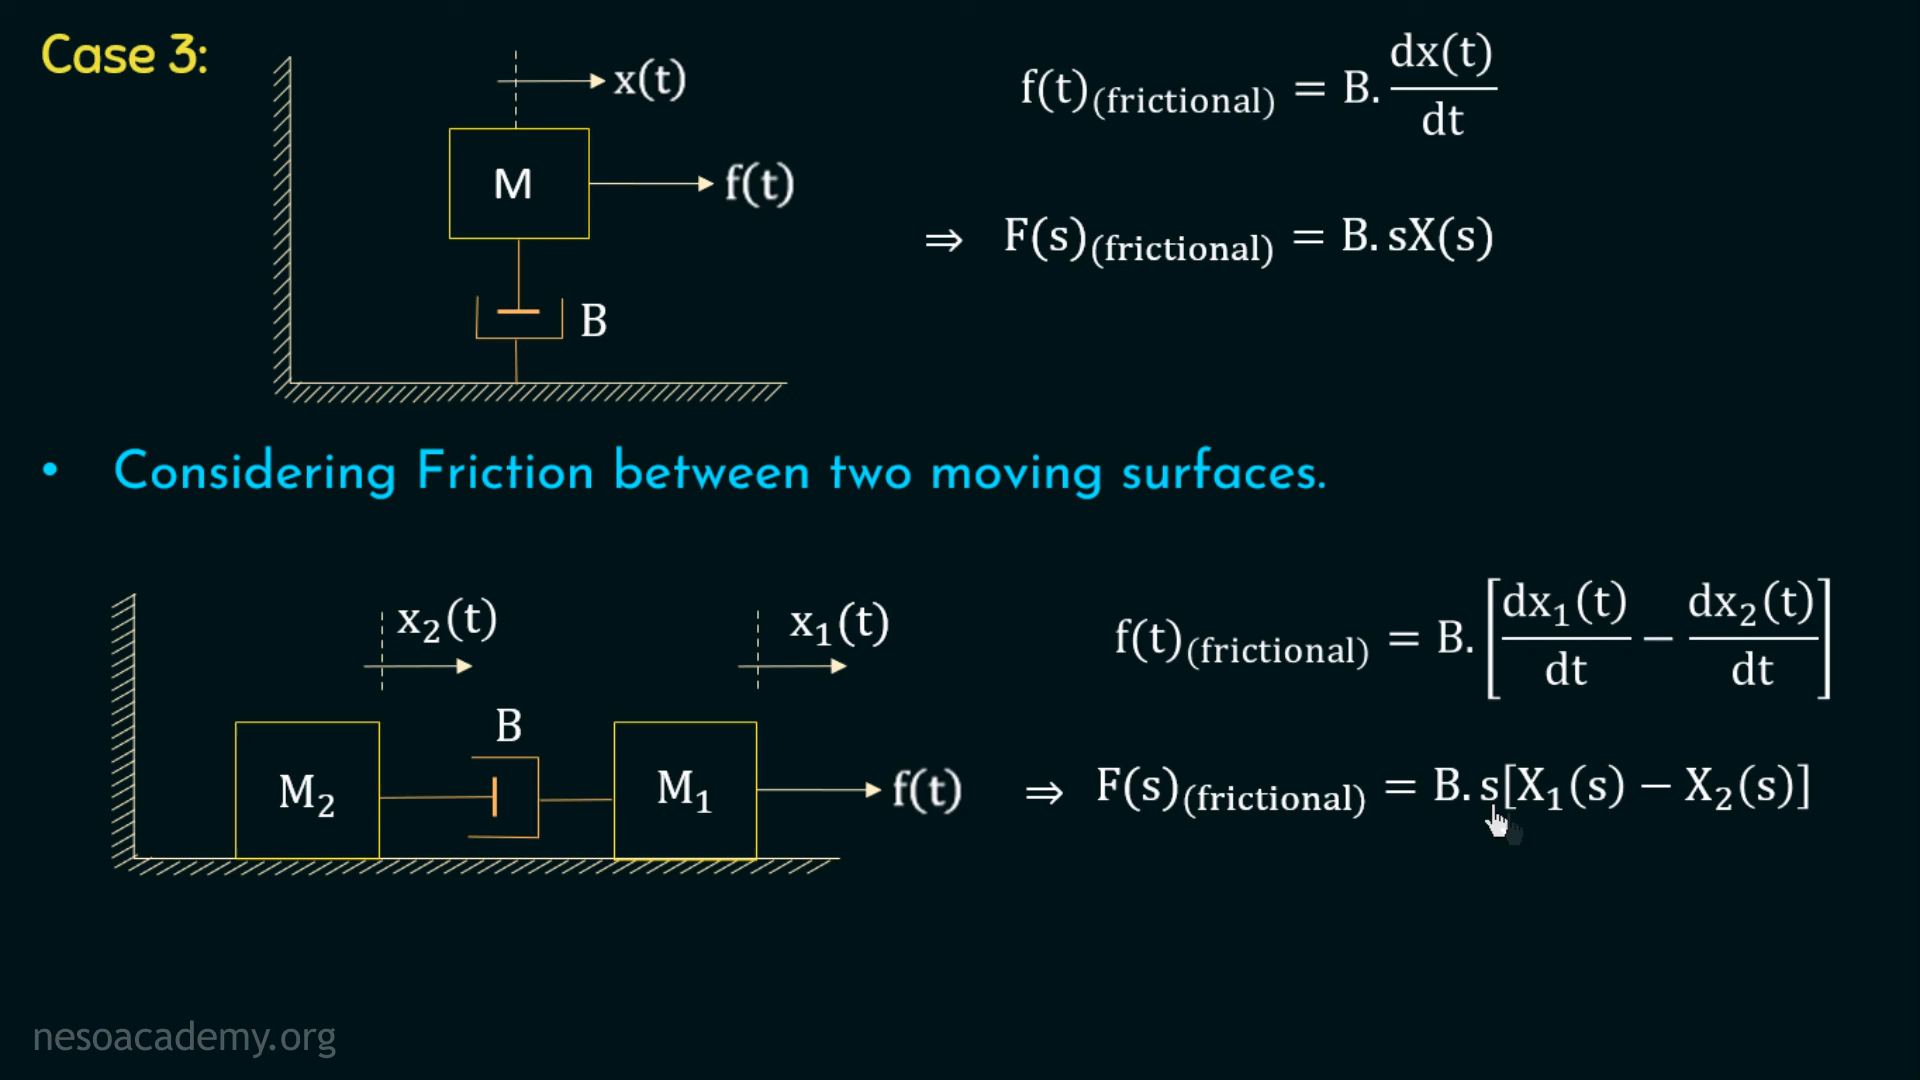 Case 3:
x(t)
M
f(t)
B
f(t)(frictional) = B. dx(t)/dt
⇒ F(s)(frictional) = B. sX(s)
• Considering Friction between two moving surfaces.
x₂(t)
x₁(t)
B
M₂
M₁
f(t)
f(t)(frictional) = B. [dx₁(t)/dt − dx₂(t)/dt]
⇒ F(s)(frictional) = B. s[X₁(s) − X₂(s)]
nesoacademy.org